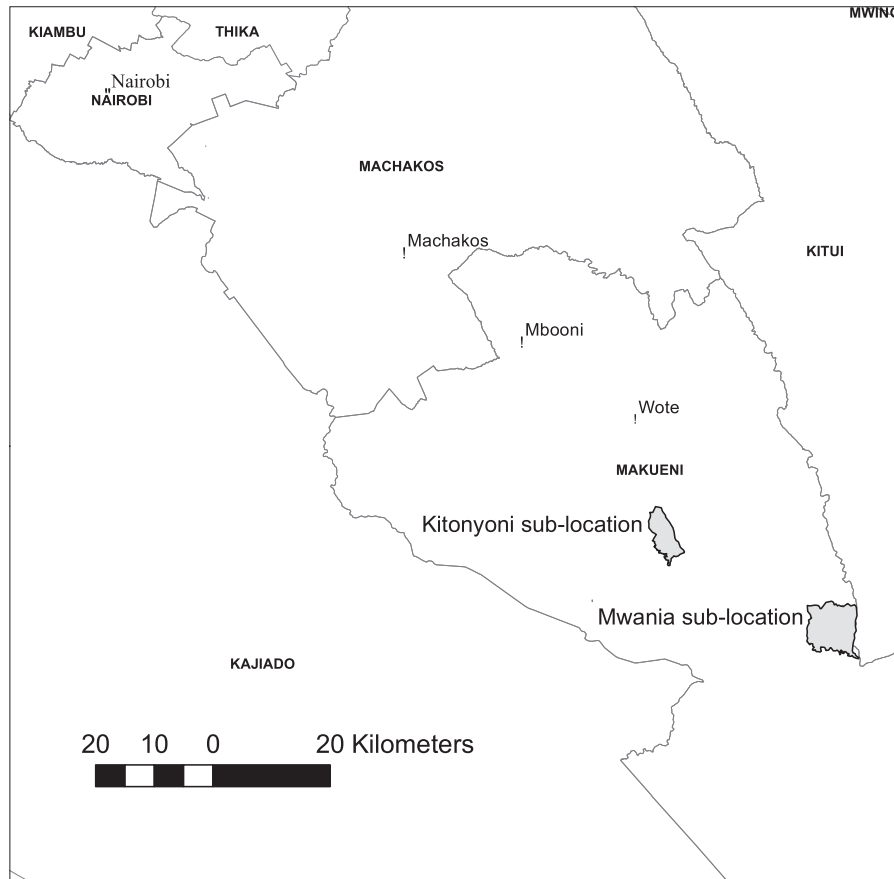 MWING
KIAMBU
THIKA
Nairobi
NAIROBI
MACHAKOS
Machakos
KITUI
Mbooni
Wote
MAKUENI
Kitonyoni sub-location
Mwania sub-location
KAJIADO
20 10 0 20 Kilometers